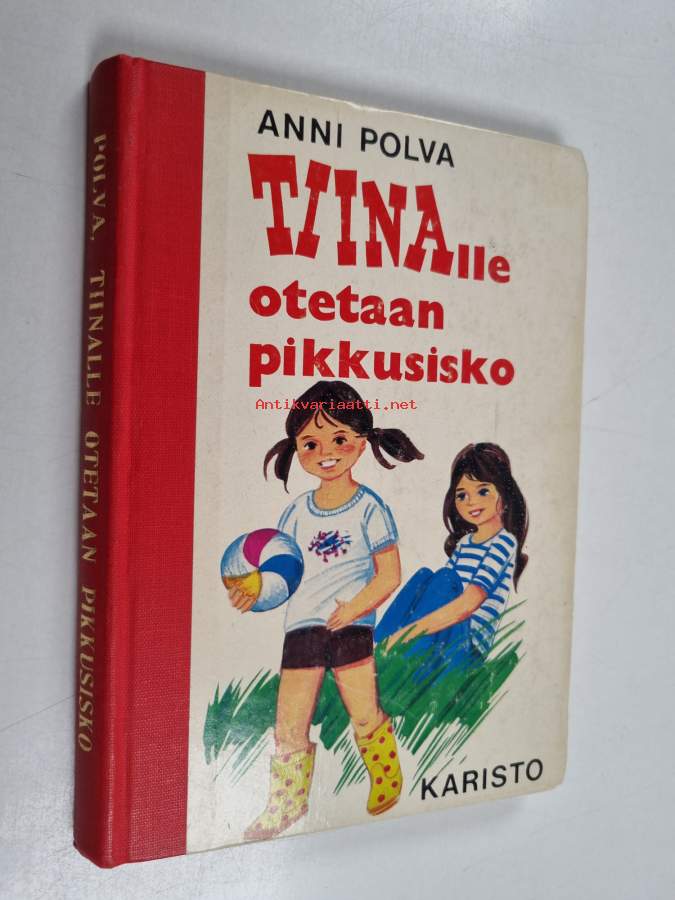 ANNI POLVA
TIINAlle
otetaan
pikkusisko
Antikvariaatti.net
KARISTO
POLVA, TIINALLE OTETAAN PIKKUSISKO